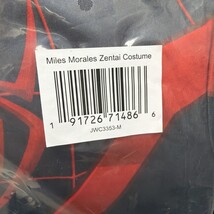 Miles Morales Zentai Costume
1 91726 71486 6
JWC3353-M